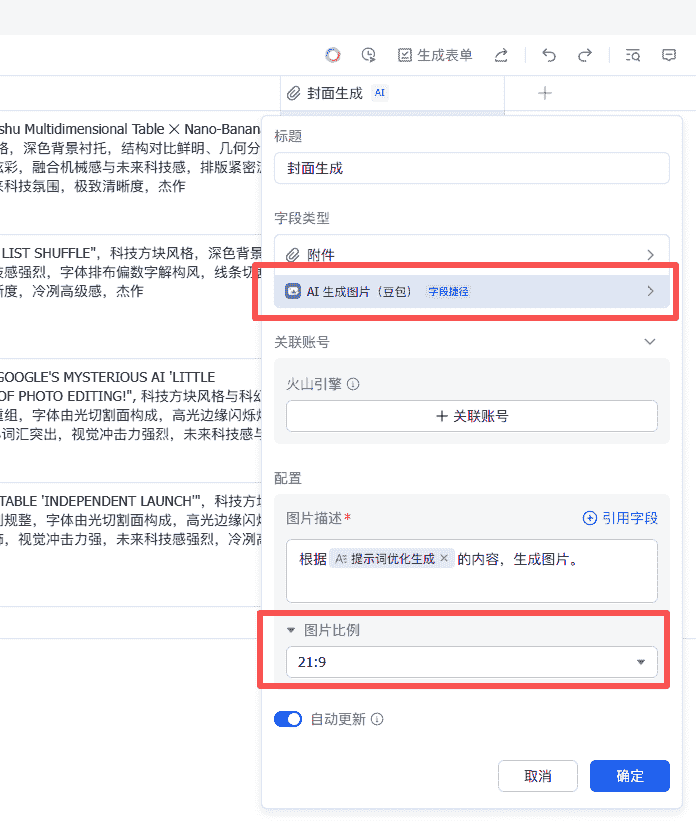 生成表单
封面生成 AI
shu Multidimensional Table × Nano-Banana
格，深色背景衬托，结构对比鲜明、几何分
炫彩，融合机械感与未来科技感，排版紧密
科技氛围，极致清晰度，杰作
LIST SHUFFLE"，科技方块风格，深色背景
技感强烈，字体排布偏数字解构风，线条切
晰度，冷冽高级感，杰作
GOOGLE'S MYSTERIOUS AI 'LITTLE
OF PHOTO EDITING!", 科技方块风格与科幻
重组，字体由光切割面构成，高光边缘闪烁
词汇突出，视觉冲击力强烈，未来科技感与
TABLE 'INDEPENDENT LAUNCH'"，科技方块
列规整，字体由光切割面构成，高光边缘闪烁
，视觉冲击力强，未来科技感强烈，冷冽高
标题
封面生成
字段类型
附件
AI 生成图片（豆包） 字段捷径
关联账号
火山引擎
+ 关联账号
配置
图片描述* 引用字段
根据 提示词优化生成 × 的内容，生成图片。
图片比例
21:9
自动更新
取消 确定